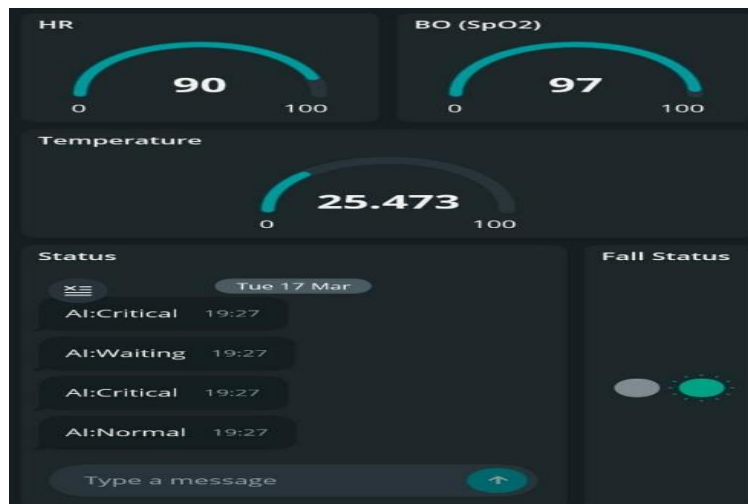 HR
90
0 100
BO (SpO2)
97
0 100
Temperature
25.473
0 100
Status
Tue 17 Mar
AI:Critical 19:27
AI:Waiting 19:27
AI:Critical 19:27
AI:Normal 19:27
Type a message
Fall Status